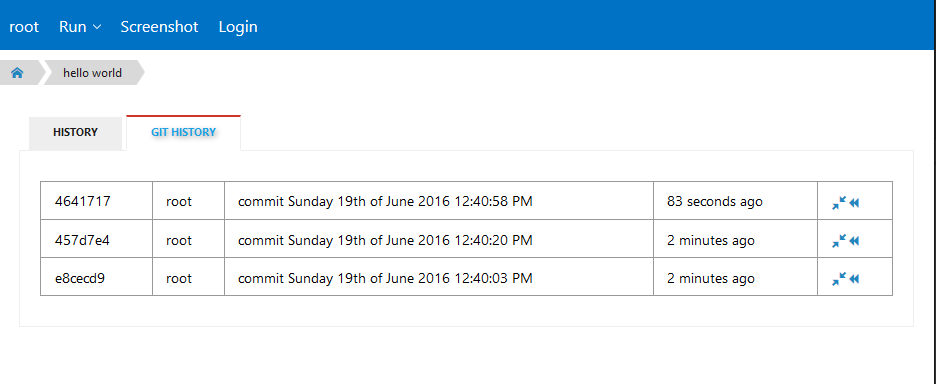 root Run Screenshot Login
hello world
HISTORY GIT HISTORY
4641717 root commit Sunday 19th of June 2016 12:40:58 PM 83 seconds ago
457d7e4 root commit Sunday 19th of June 2016 12:40:20 PM 2 minutes ago
e8cecd9 root commit Sunday 19th of June 2016 12:40:03 PM 2 minutes ago